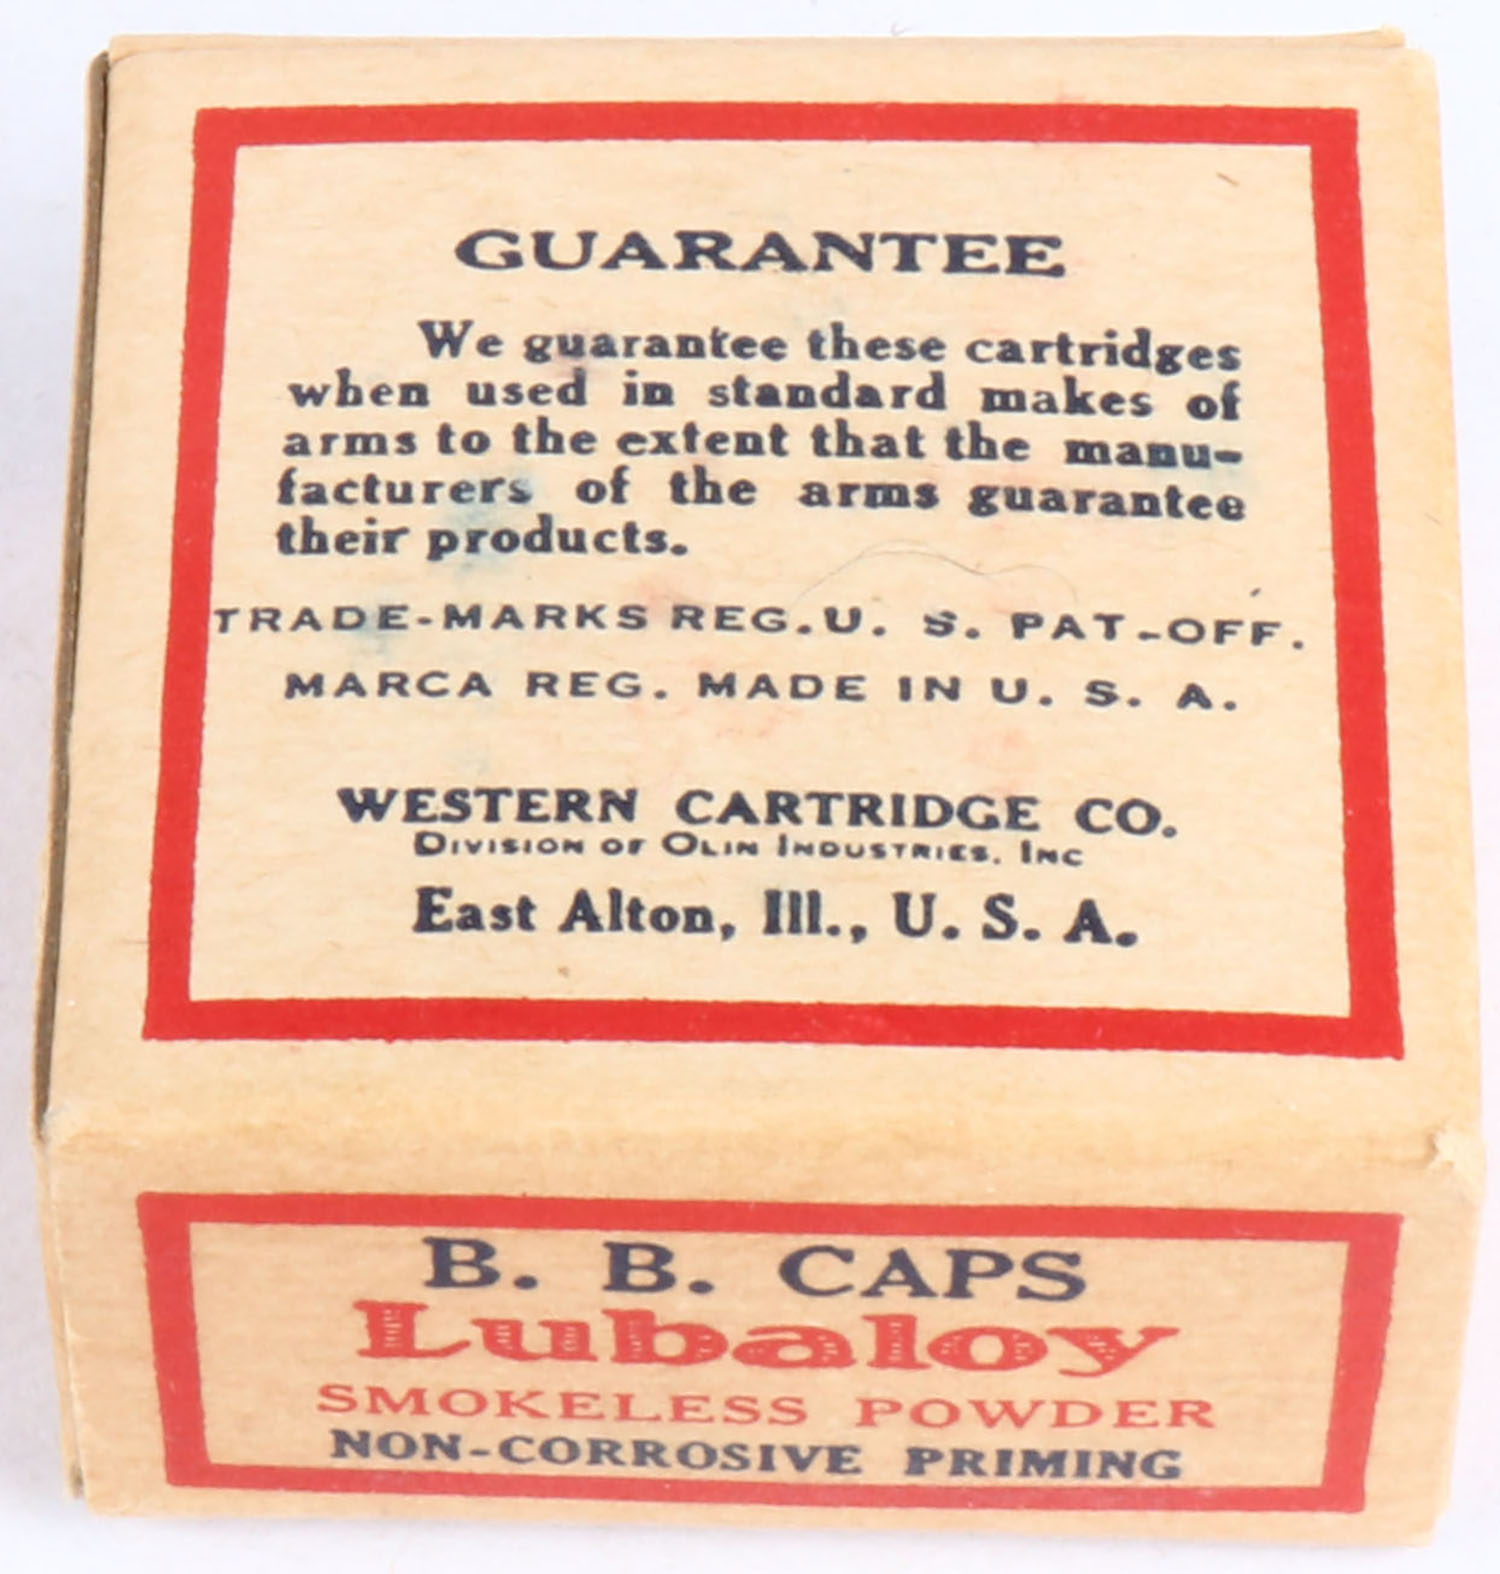 GUARANTEE
We guarantee these cartridges
when used in standard makes of
arms to the extent that the manu-
facturers of the arms guarantee
their products.
TRADE-MARKS REG. U. S. PAT-OFF.
MARCA REG. MADE IN U. S. A.
WESTERN CARTRIDGE CO.
DIVISION OF OLIN INDUSTRIES, INC
East Alton, Ill., U. S. A.
B. B. CAPS
Lubaloy
SMOKELESS POWDER
NON-CORROSIVE PRIMING